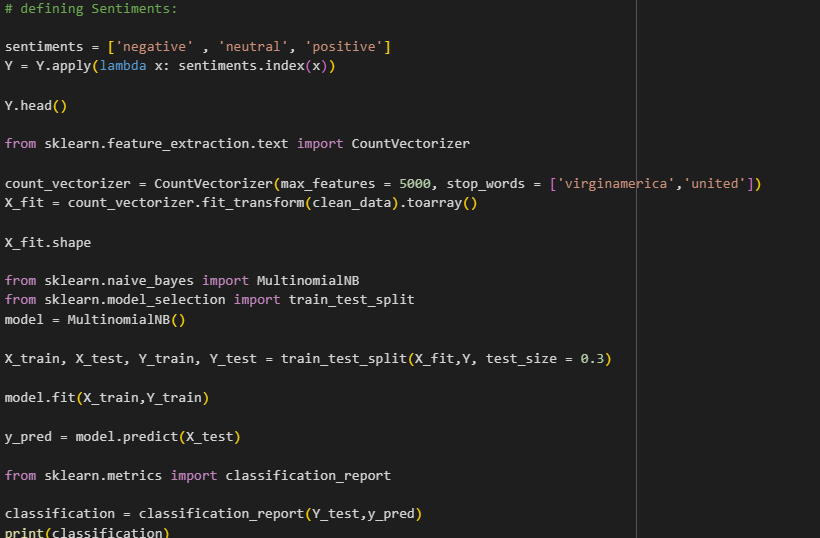 # defining Sentiments:
sentiments = ['negative' , 'neutral', 'positive']
Y = Y.apply(lambda x: sentiments.index(x))
Y.head()
from sklearn.feature_extraction.text import CountVectorizer
count_vectorizer = CountVectorizer(max_features = 5000, stop_words = ['virginamerica','united'])
X_fit = count_vectorizer.fit_transform(clean_data).toarray()
X_fit.shape
from sklearn.naive_bayes import MultinomialNB
from sklearn.model_selection import train_test_split
model = MultinomialNB()
X_train, X_test, Y_train, Y_test = train_test_split(X_fit,Y, test_size = 0.3)
model.fit(X_train,Y_train)
y_pred = model.predict(X_test)
from sklearn.metrics import classification_report
classification = classification_report(Y_test,y_pred)
print(classification)